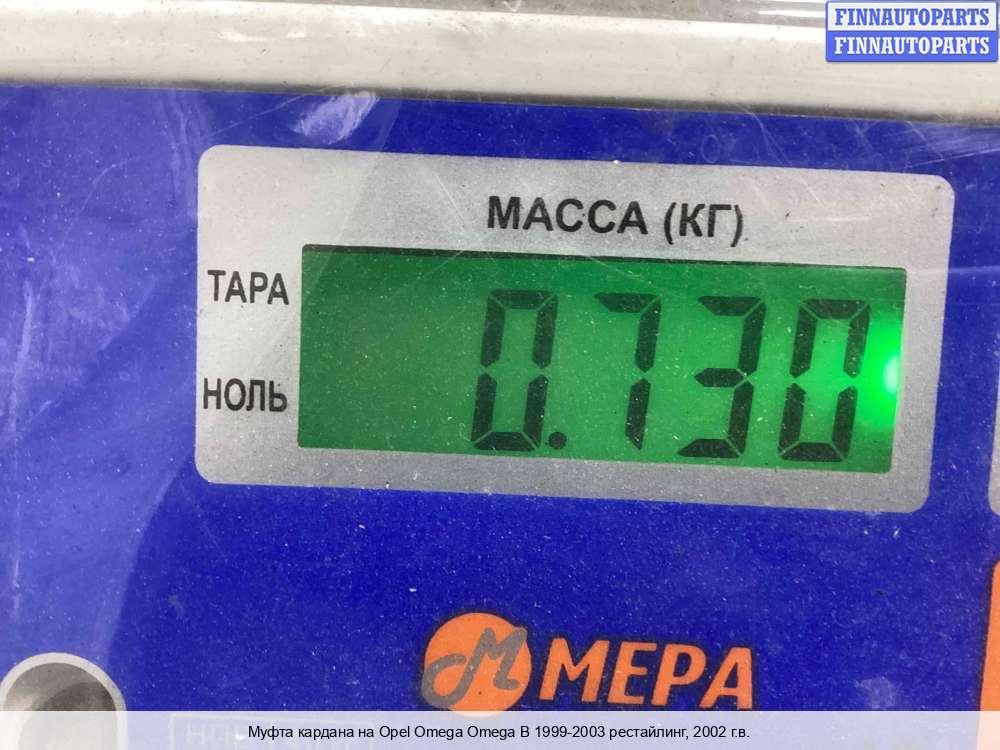 FINNAUTOPARTS
FINNAUTOPARTS
МАССА (КГ)
ТАРА
0.730
НОЛЬ
М МЕРА
Муфта кардана на Opel Omega Omega B 1999-2003 рестайлинг, 2002 г.в.